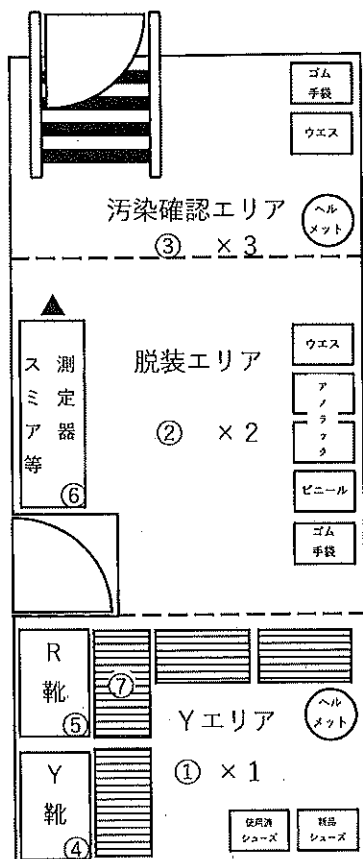 ゴム
手袋
ウエス
汚染確認エリア
ヘル
メット
③ ×3
脱装エリア
② ×2
ウエス
アノラック
ビニール
ゴム
手袋
測定器
スミア等
⑥
R
靴
⑤
⑦
Yエリア
① ×1
ヘル
メット
Y
靴
④
使用済
シューズ
新品
シューズ